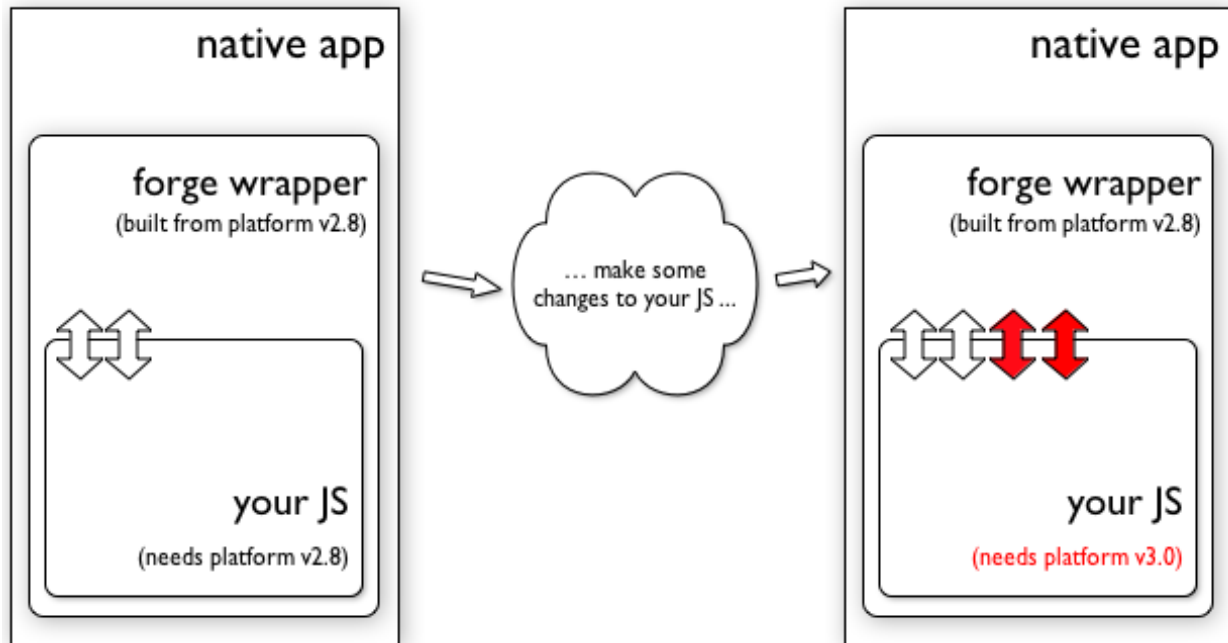 native app
forge wrapper
(built from platform v2.8)
your JS
(needs platform v2.8)
... make some
changes to your JS ...
native app
forge wrapper
(built from platform v2.8)
your JS
(needs platform v3.0)